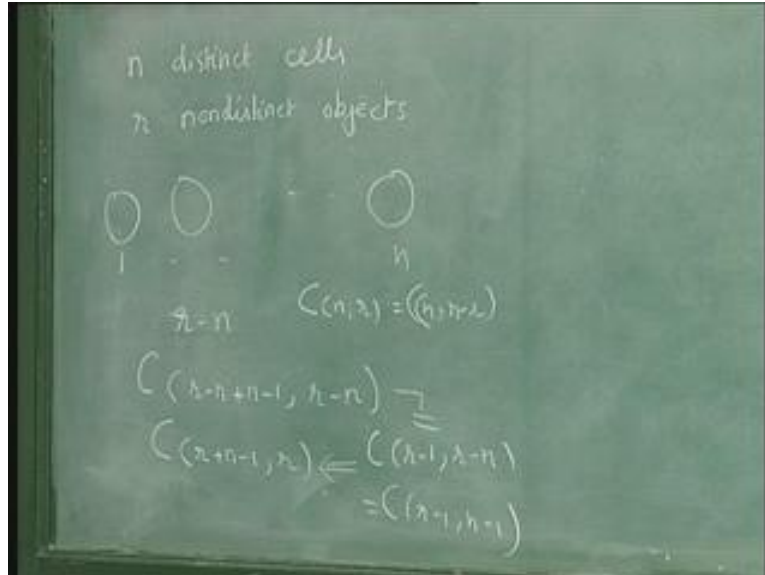 n distinct cells
r nondistinct objects
1 - - n
r-n C(n,r) = C(n,n-r)
C(r-n+n-1, r-n)
C(r+n-1, r) ⇐ C(r-1, r-n)
= C(r-1, n-1)